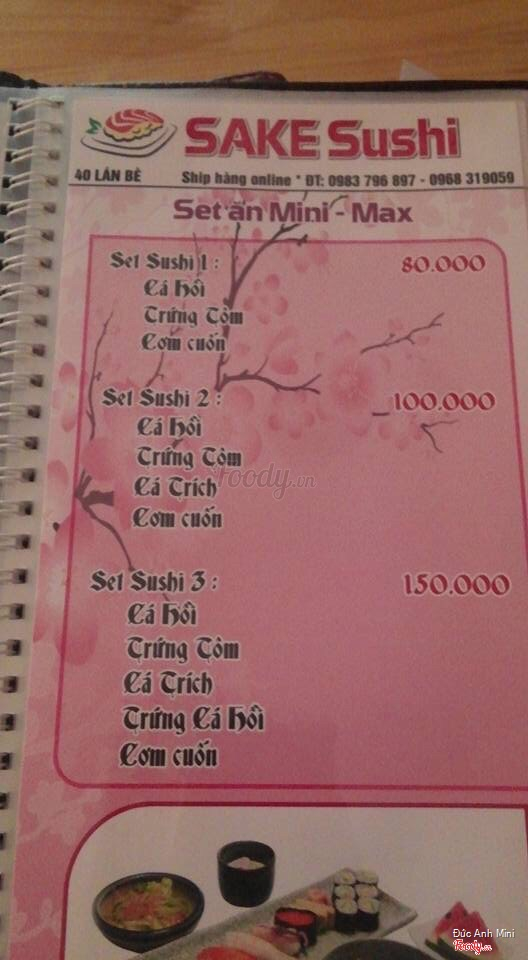 SAKE Sushi
40 LÁN BÈ Ship hàng online * ĐT: 0983 796 897 - 0968 319059
Set ăn Mini - Max
Set Sushi 1 : 80.000
Cá Hồi
Trứng Tôm
Cơm cuốn
Set Sushi 2 : 100.000
Cá Hồi
Trứng Tôm
Cá Trích
Cơm cuốn
foody.vn
Set Sushi 3 : 150.000
Cá Hồi
Trứng Tôm
Cá Trích
Trứng Cá Hồi
Cơm cuốn
Đức Anh Mini
Foody.vn